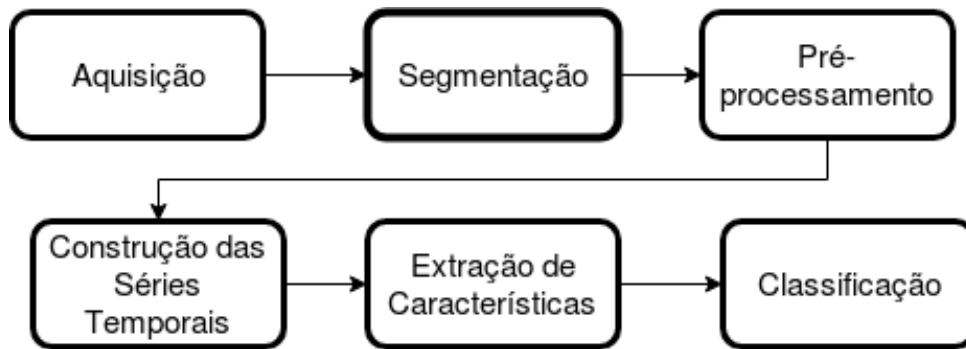 Aquisição
Segmentação
Pré-
processamento
Construção das
Séries
Temporais
Extração de
Características
Classificação